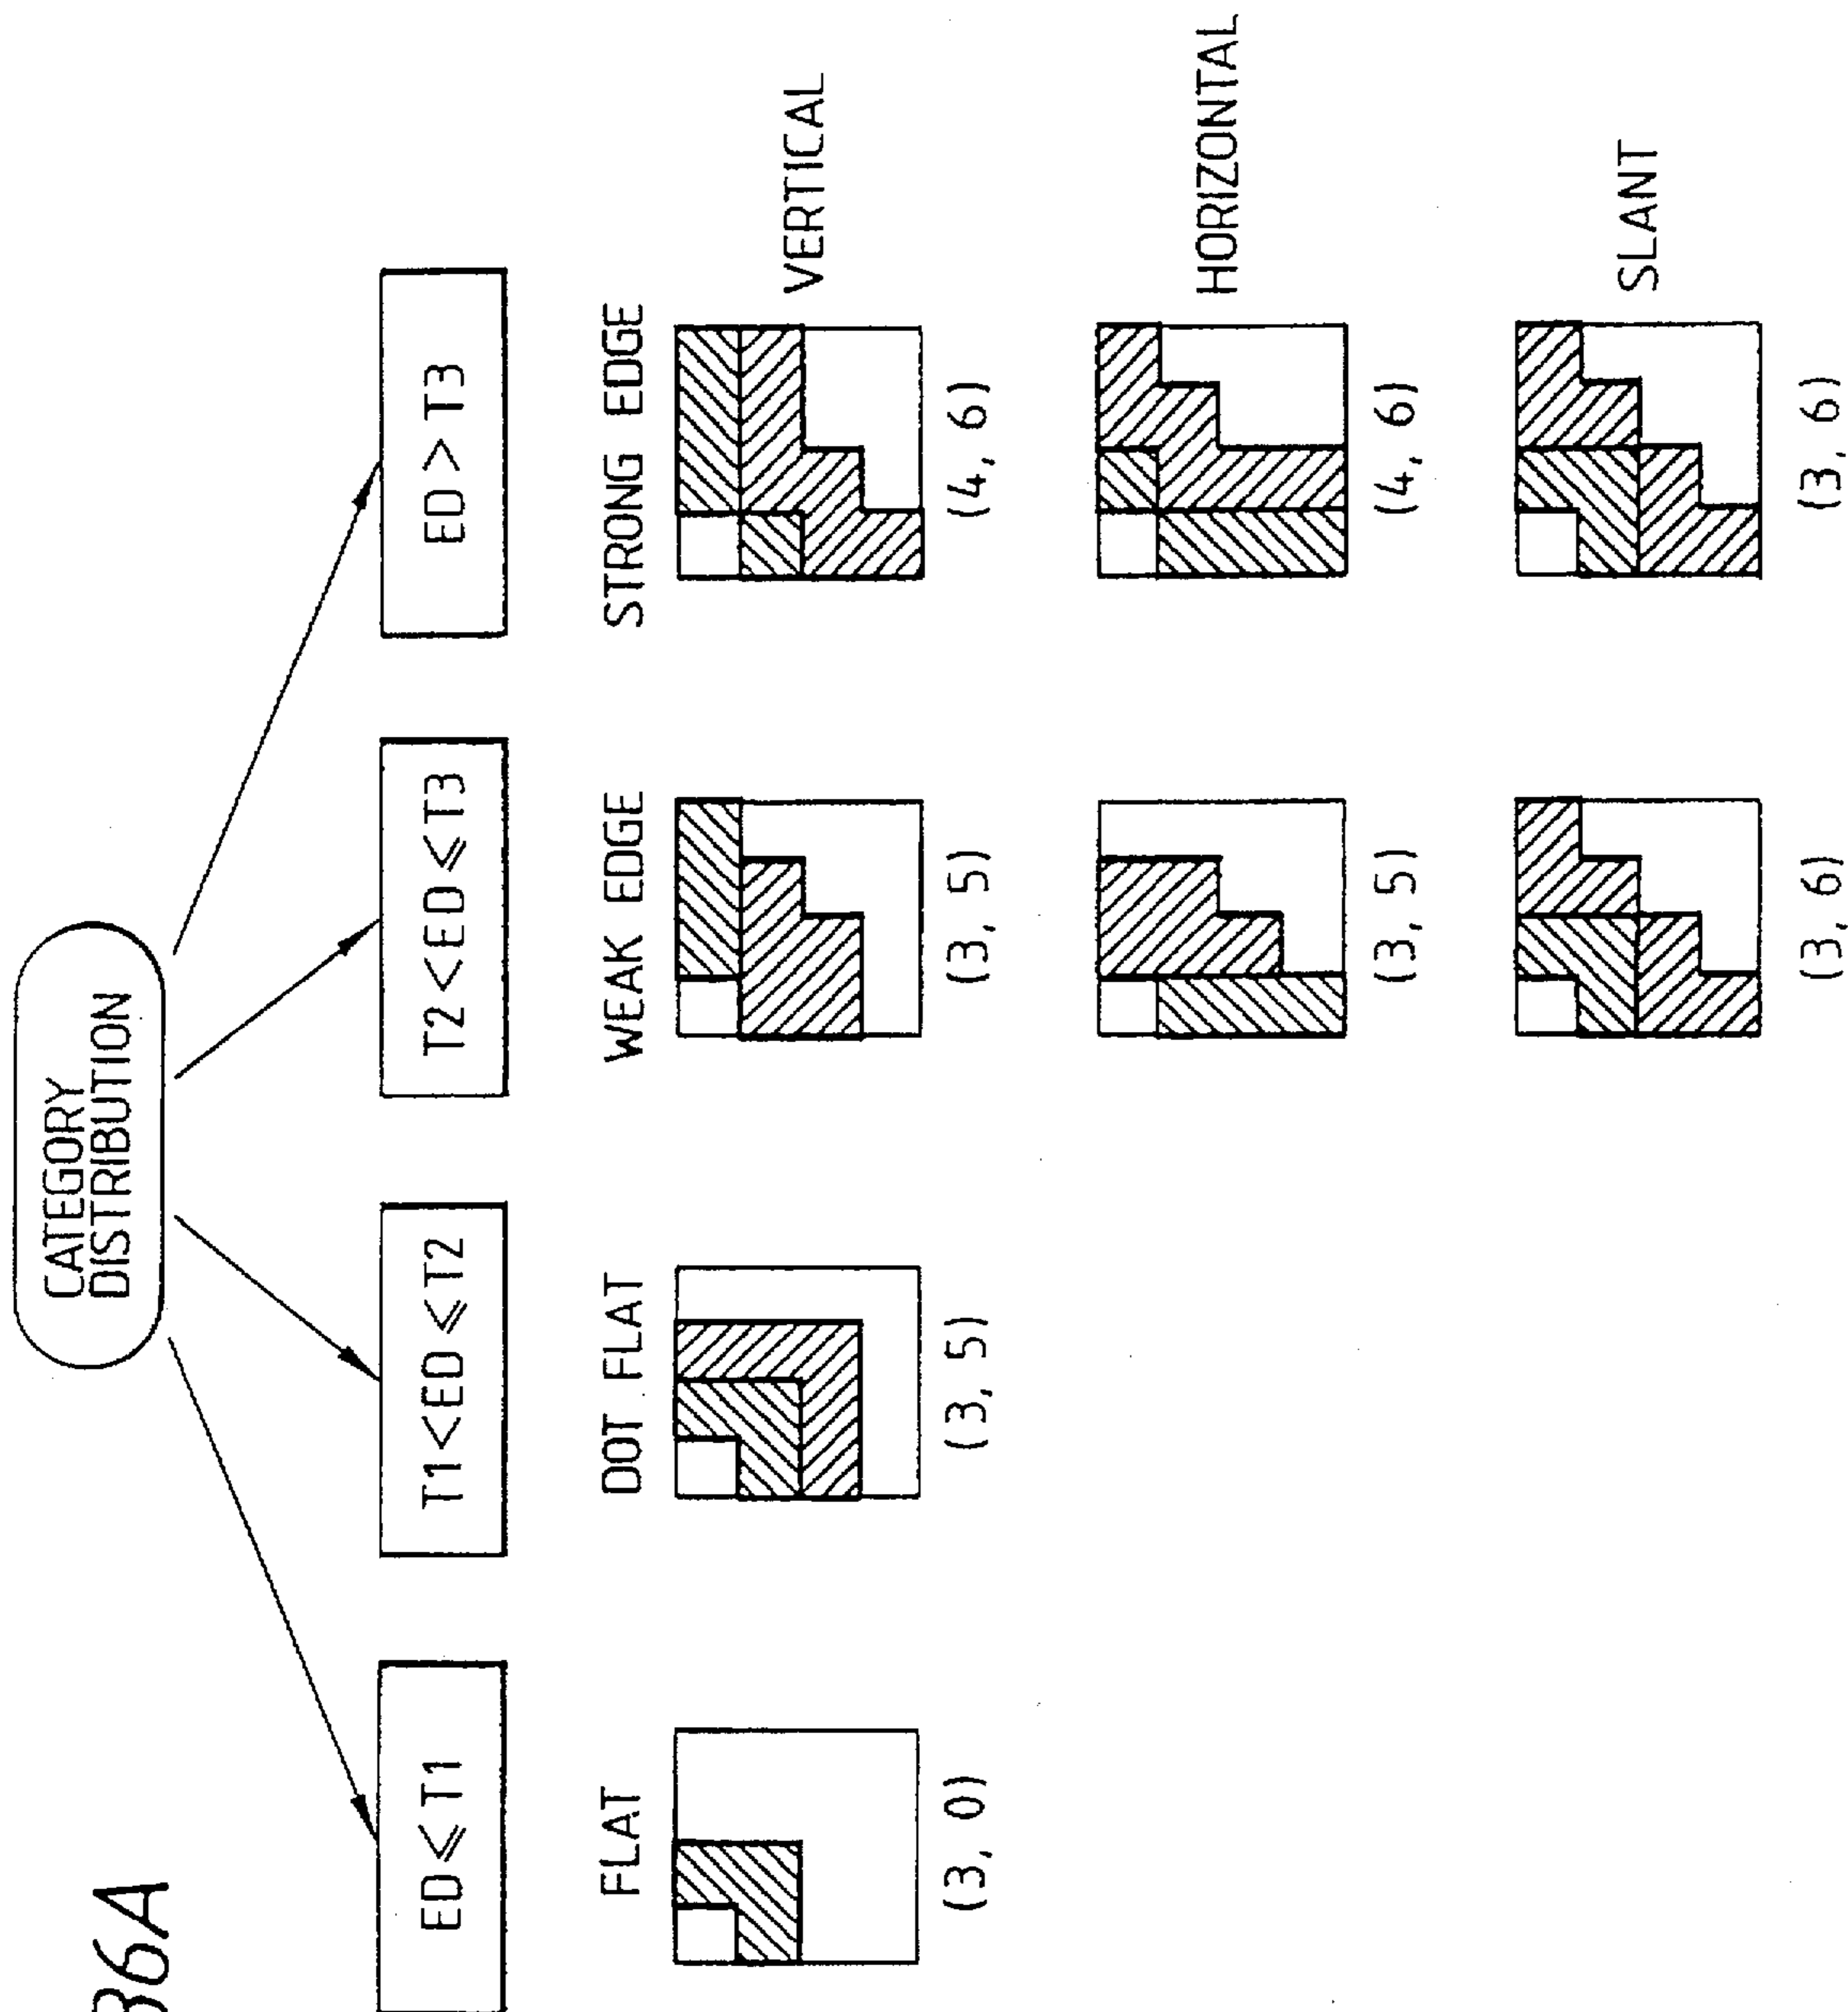 36A
CATEGORY
DISTRIBUTION
ED≦T1
T1<ED≦T2
T2<ED≦T3
ED>T3
FLAT
DOT FLAT
WEAK EDGE
STRONG EDGE
(3, 0)
(3, 5)
(3, 5)
(4, 6)
VERTICAL
(3, 5)
(4, 6)
HORIZONTAL
(3, 6)
(3, 6)
SLANT